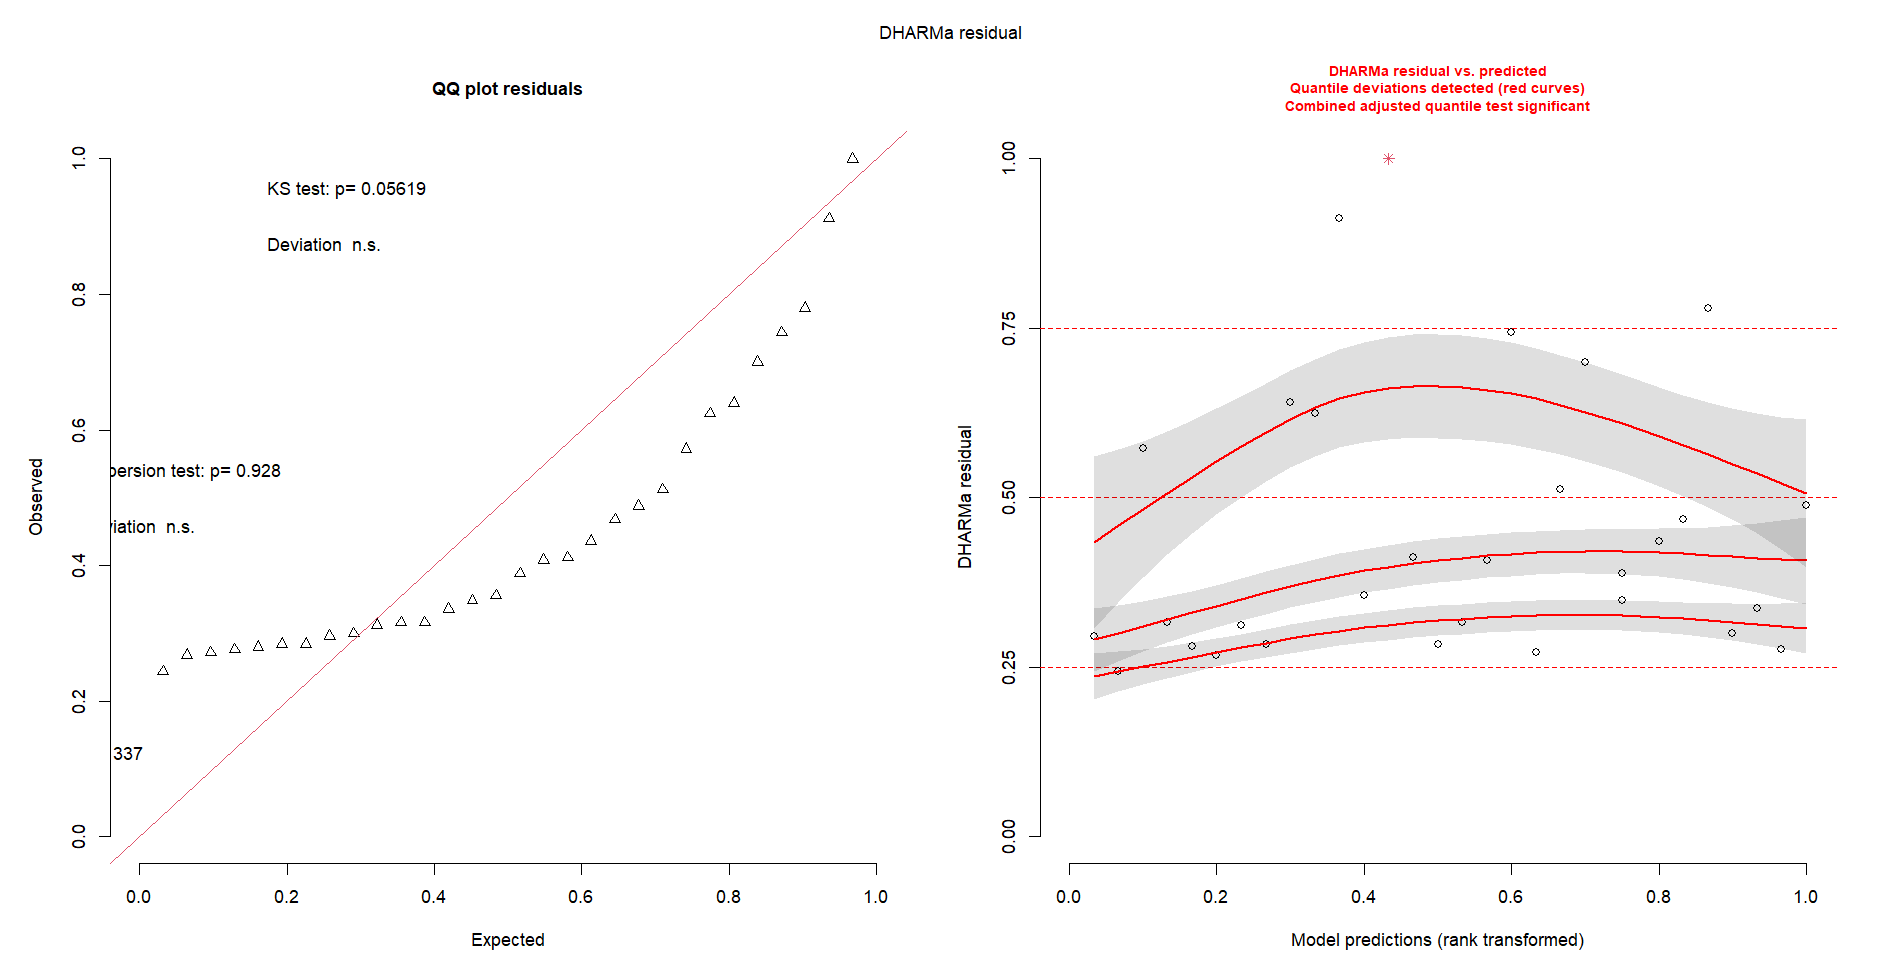 DHARMa residual
QQ plot residuals
KS test: p= 0.05619
Deviation n.s.
persion test: p= 0.928
viation n.s.
337
Observed
0.0
0.2
0.4
0.6
0.8
1.0
0.0
0.2
0.4
0.6
0.8
1.0
Expected
DHARMa residual vs. predicted
Quantile deviations detected (red curves)
Combined adjusted quantile test significant
DHARMa residual
0.00
0.25
0.50
0.75
1.00
0.0
0.2
0.4
0.6
0.8
1.0
Model predictions (rank transformed)